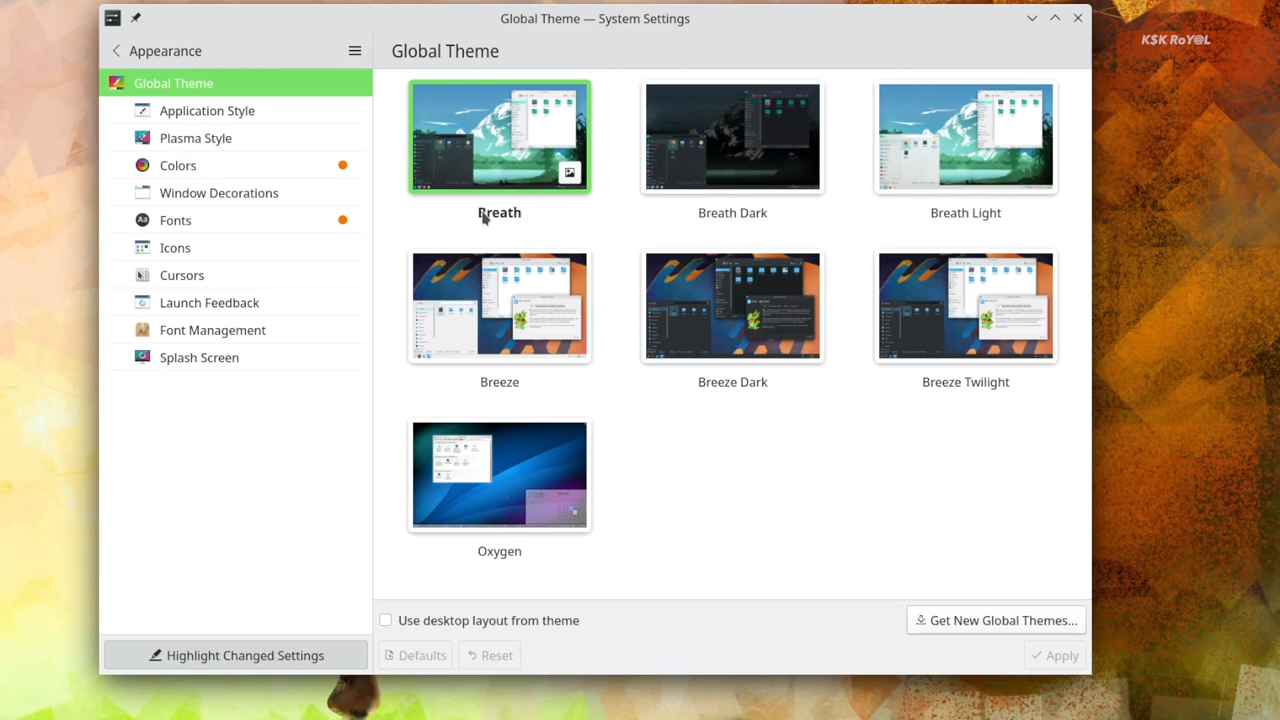 Global Theme — System Settings
K$K RoY@L
Appearance
Global Theme
Global Theme
Application Style
Plasma Style
Colors
Window Decorations
Fonts
Icons
Cursors
Launch Feedback
Font Management
Splash Screen
Breath
Breath Dark
Breath Light
Breeze
Breeze Dark
Breeze Twilight
Oxygen
Use desktop layout from theme
Get New Global Themes...
Highlight Changed Settings
Defaults
Reset
Apply